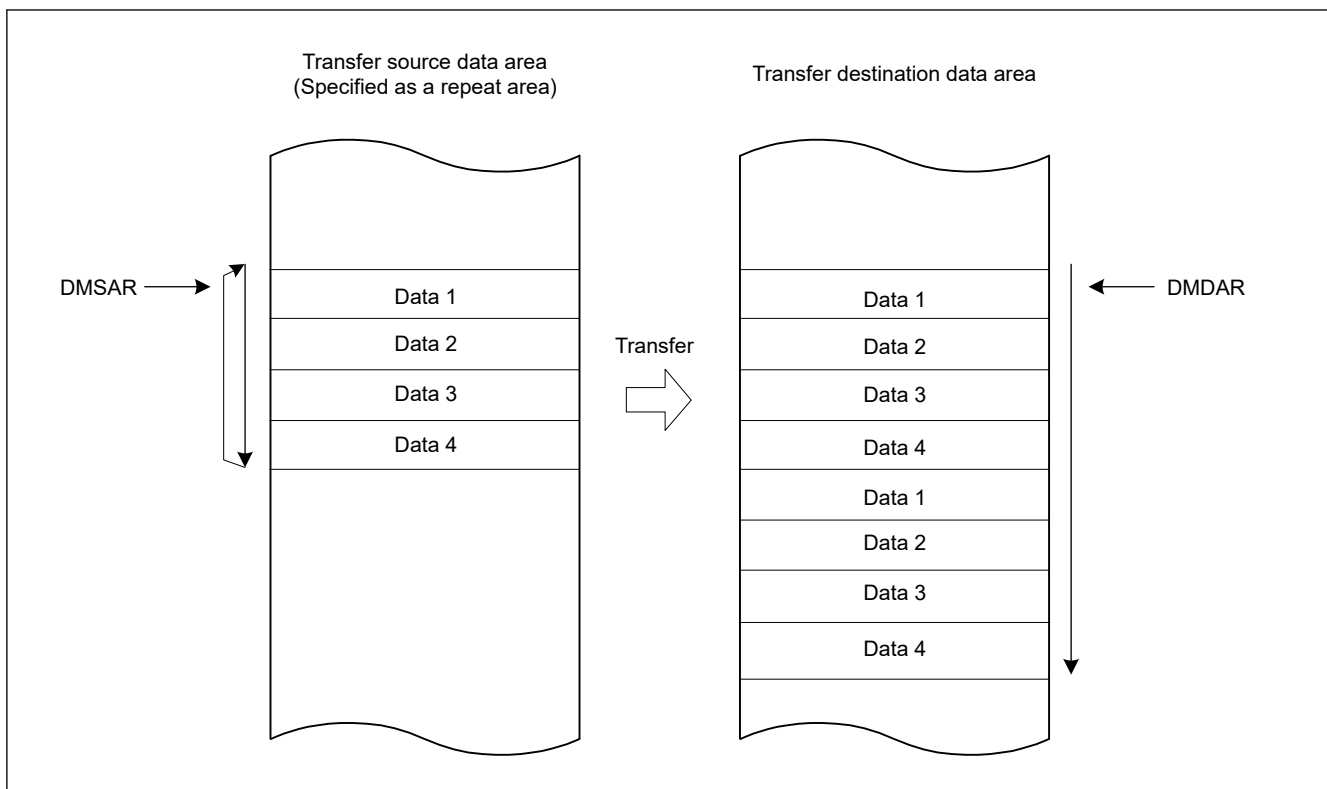 Transfer source data area
(Specified as a repeat area)
Transfer destination data area
DMSAR
Data 1
Data 2
Data 3
Data 4
Transfer
Data 1
Data 2
Data 3
Data 4
Data 1
Data 2
Data 3
Data 4
DMDAR